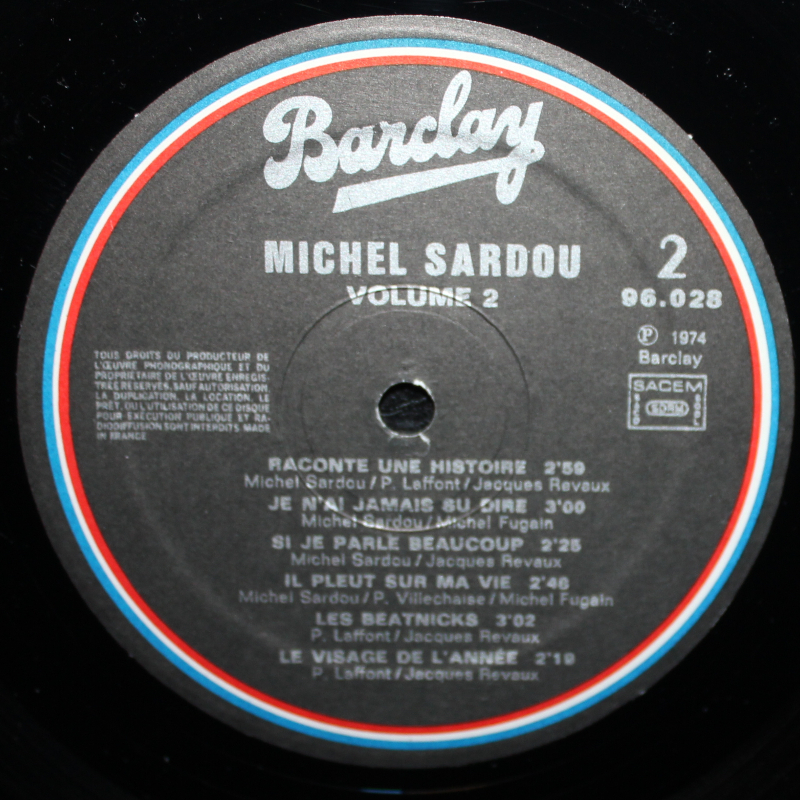 Barclay
MICHEL SARDOU
VOLUME 2
2
96.028
Ⓟ 1974
Barclay
SACEM
SDRM
TOUS DROITS DU PRODUCTEUR DE
L'ŒUVRE PHONOGRAPHIQUE ET DU
PROPRIETAIRE DE L'ŒUVRE ENREGIS-
TRÉE RESERVES. SAUF AUTORISATION
LA DUPLICATION, LA LOCATION, LE
PRÊT, OU L'UTILISATION DE CE DISQUE
POUR EXECUTION PUBLIQUE ET RA-
DIODIFFUSION SONT INTERDITS MADE
IN FRANCE
RACONTE UNE HISTOIRE 2'59
Michel Sardou / P. Laffont / Jacques Revaux
JE N'AI JAMAIS SU DIRE 3'00
Michel Sardou / Michel Fugain
SI JE PARLE BEAUCOUP 2'25
Michel Sardou / Jacques Revaux
IL PLEUT SUR MA VIE 2'46
Michel Sardou / P. Villechaise / Michel Fugain
LES BEATNICKS 3'02
P. Laffont / Jacques Revaux
LE VISAGE DE L'ANNÉE 2'19
P. Laffont / Jacques Revaux